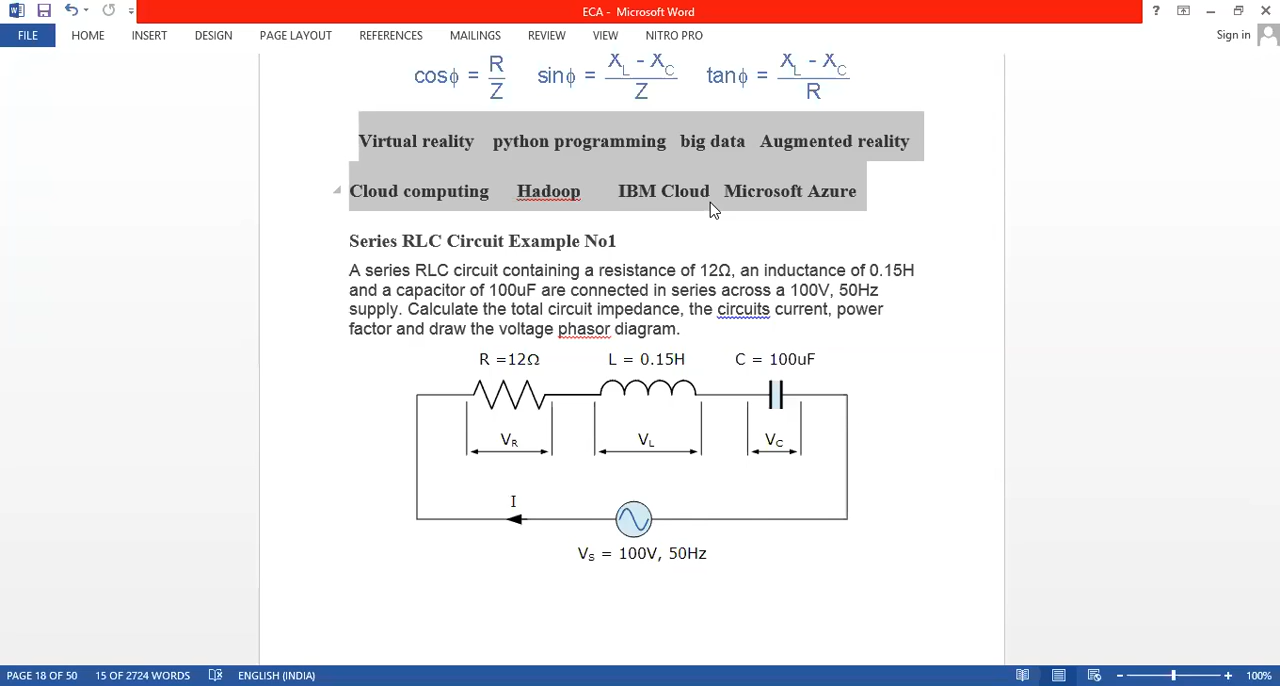 ECA - Microsoft Word
?
FILE HOME INSERT DESIGN PAGE LAYOUT REFERENCES MAILINGS REVIEW VIEW NITRO PRO Sign in
cosϕ = R/Z sinϕ = (XL - XC)/Z tanϕ = (XL - XC)/R
Virtual reality python programming big data Augmented reality
Cloud computing Hadoop IBM Cloud Microsoft Azure
Series RLC Circuit Example No1
A series RLC circuit containing a resistance of 12Ω, an inductance of 0.15H
and a capacitor of 100uF are connected in series across a 100V, 50Hz
supply. Calculate the total circuit impedance, the circuits current, power
factor and draw the voltage phasor diagram.
R =12Ω L = 0.15H C = 100uF
VR VL VC
I
VS = 100V, 50Hz
PAGE 18 OF 50 15 OF 2724 WORDS ENGLISH (INDIA) 100%